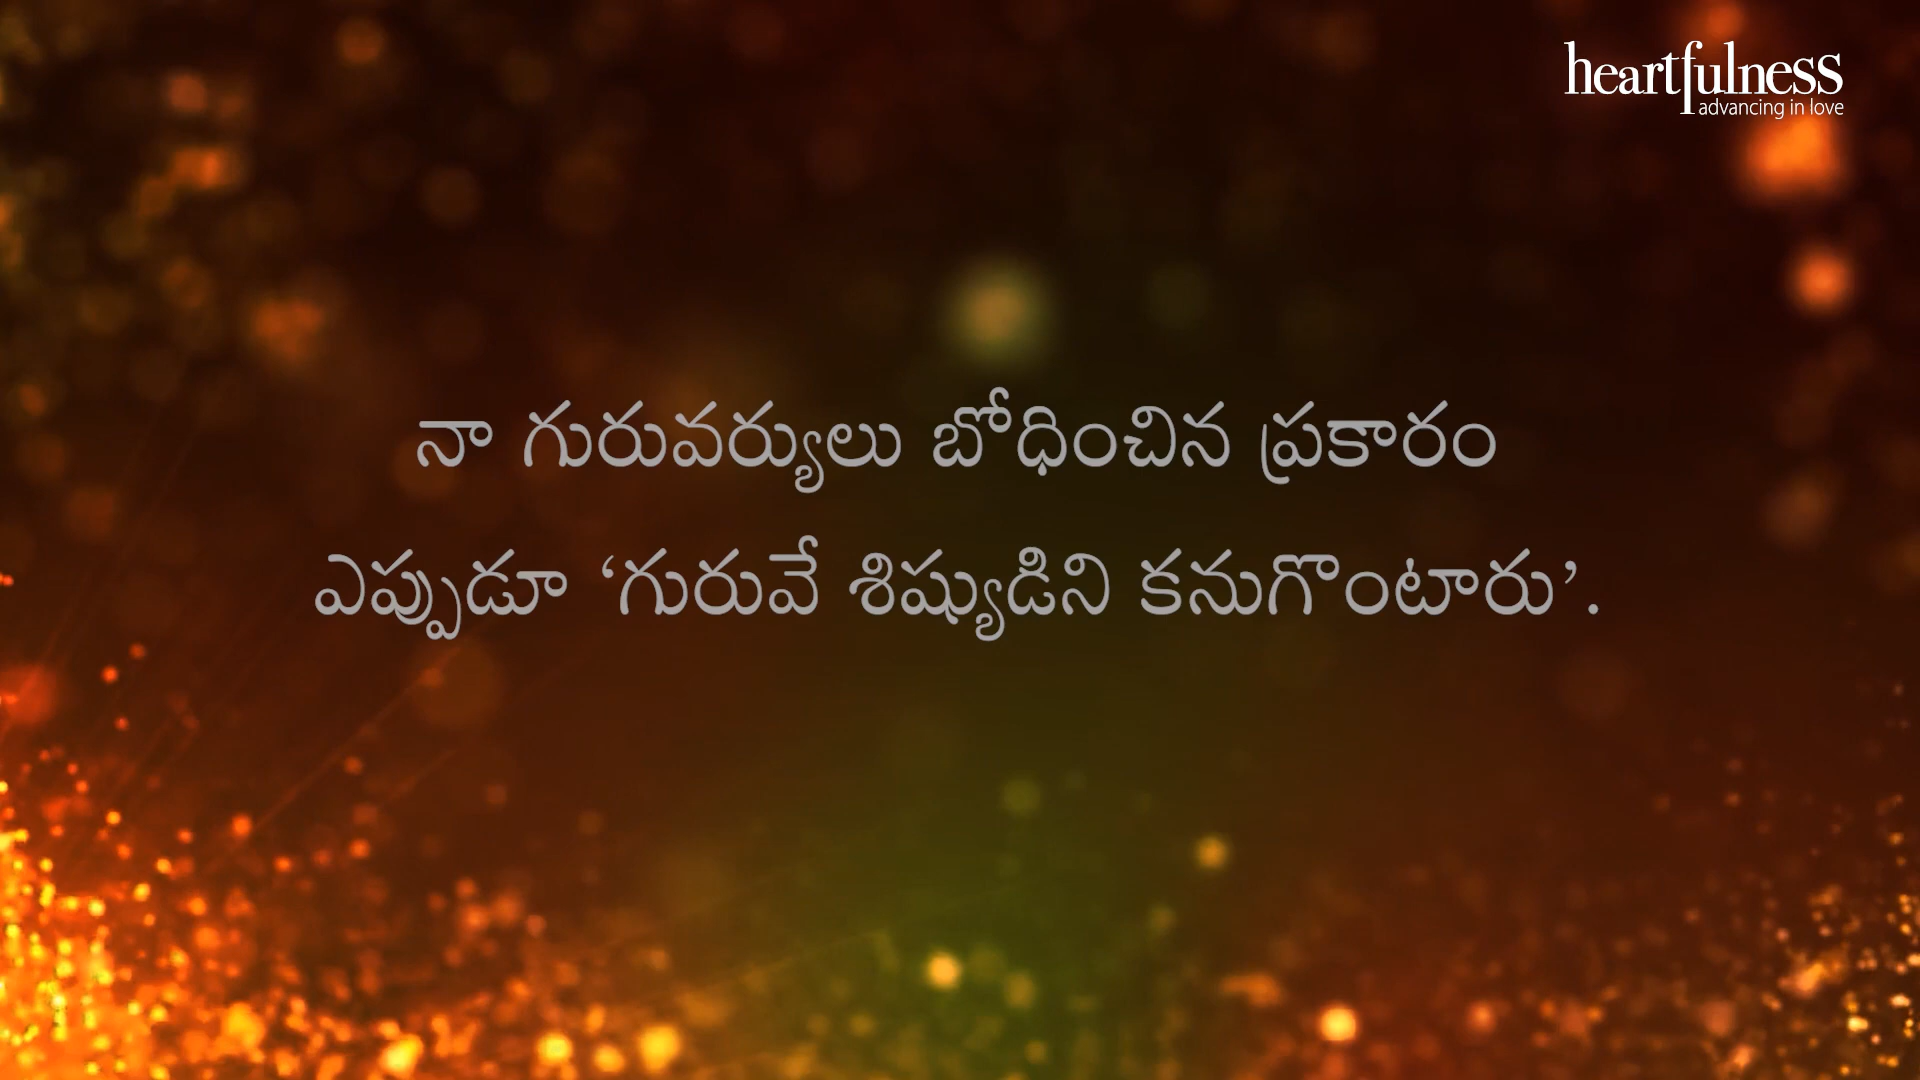 heartfulness
advancing in love
నా గురువర్యులు బోధించిన ప్రకారం
ఎప్పుడూ ‘గురువే శిష్యుడిని కనుగొంటారు’.